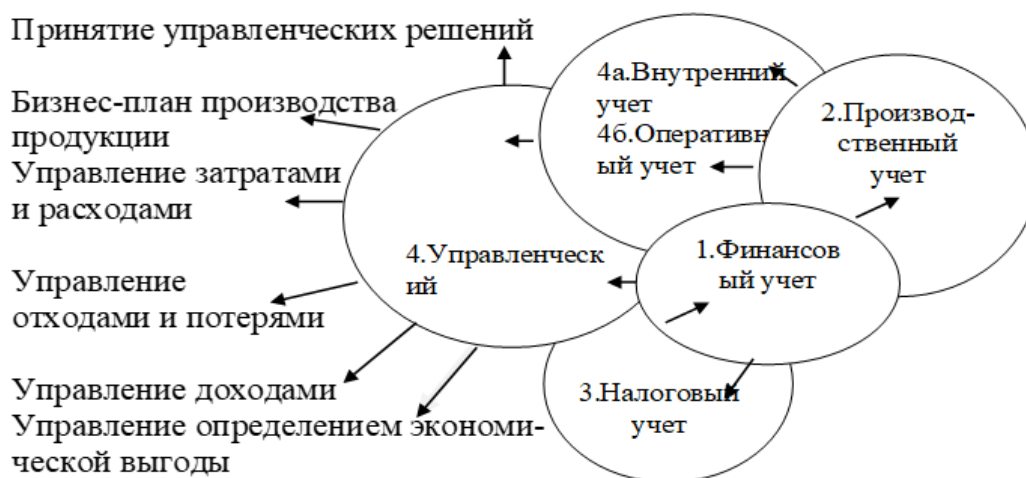 Принятие управленческих решений
Бизнес-план производства
продукции
Управление затратами
и расходами
Управление
отходами и потерями
Управление доходами
Управление определением экономи-
ческой выгоды
4а.Внутренний
учет
4б.Оперативн
ый учет
2.Производ-
ственный
учет
4.Управленческ
ий
1.Финансов
ый учет
3.Налоговый
учет